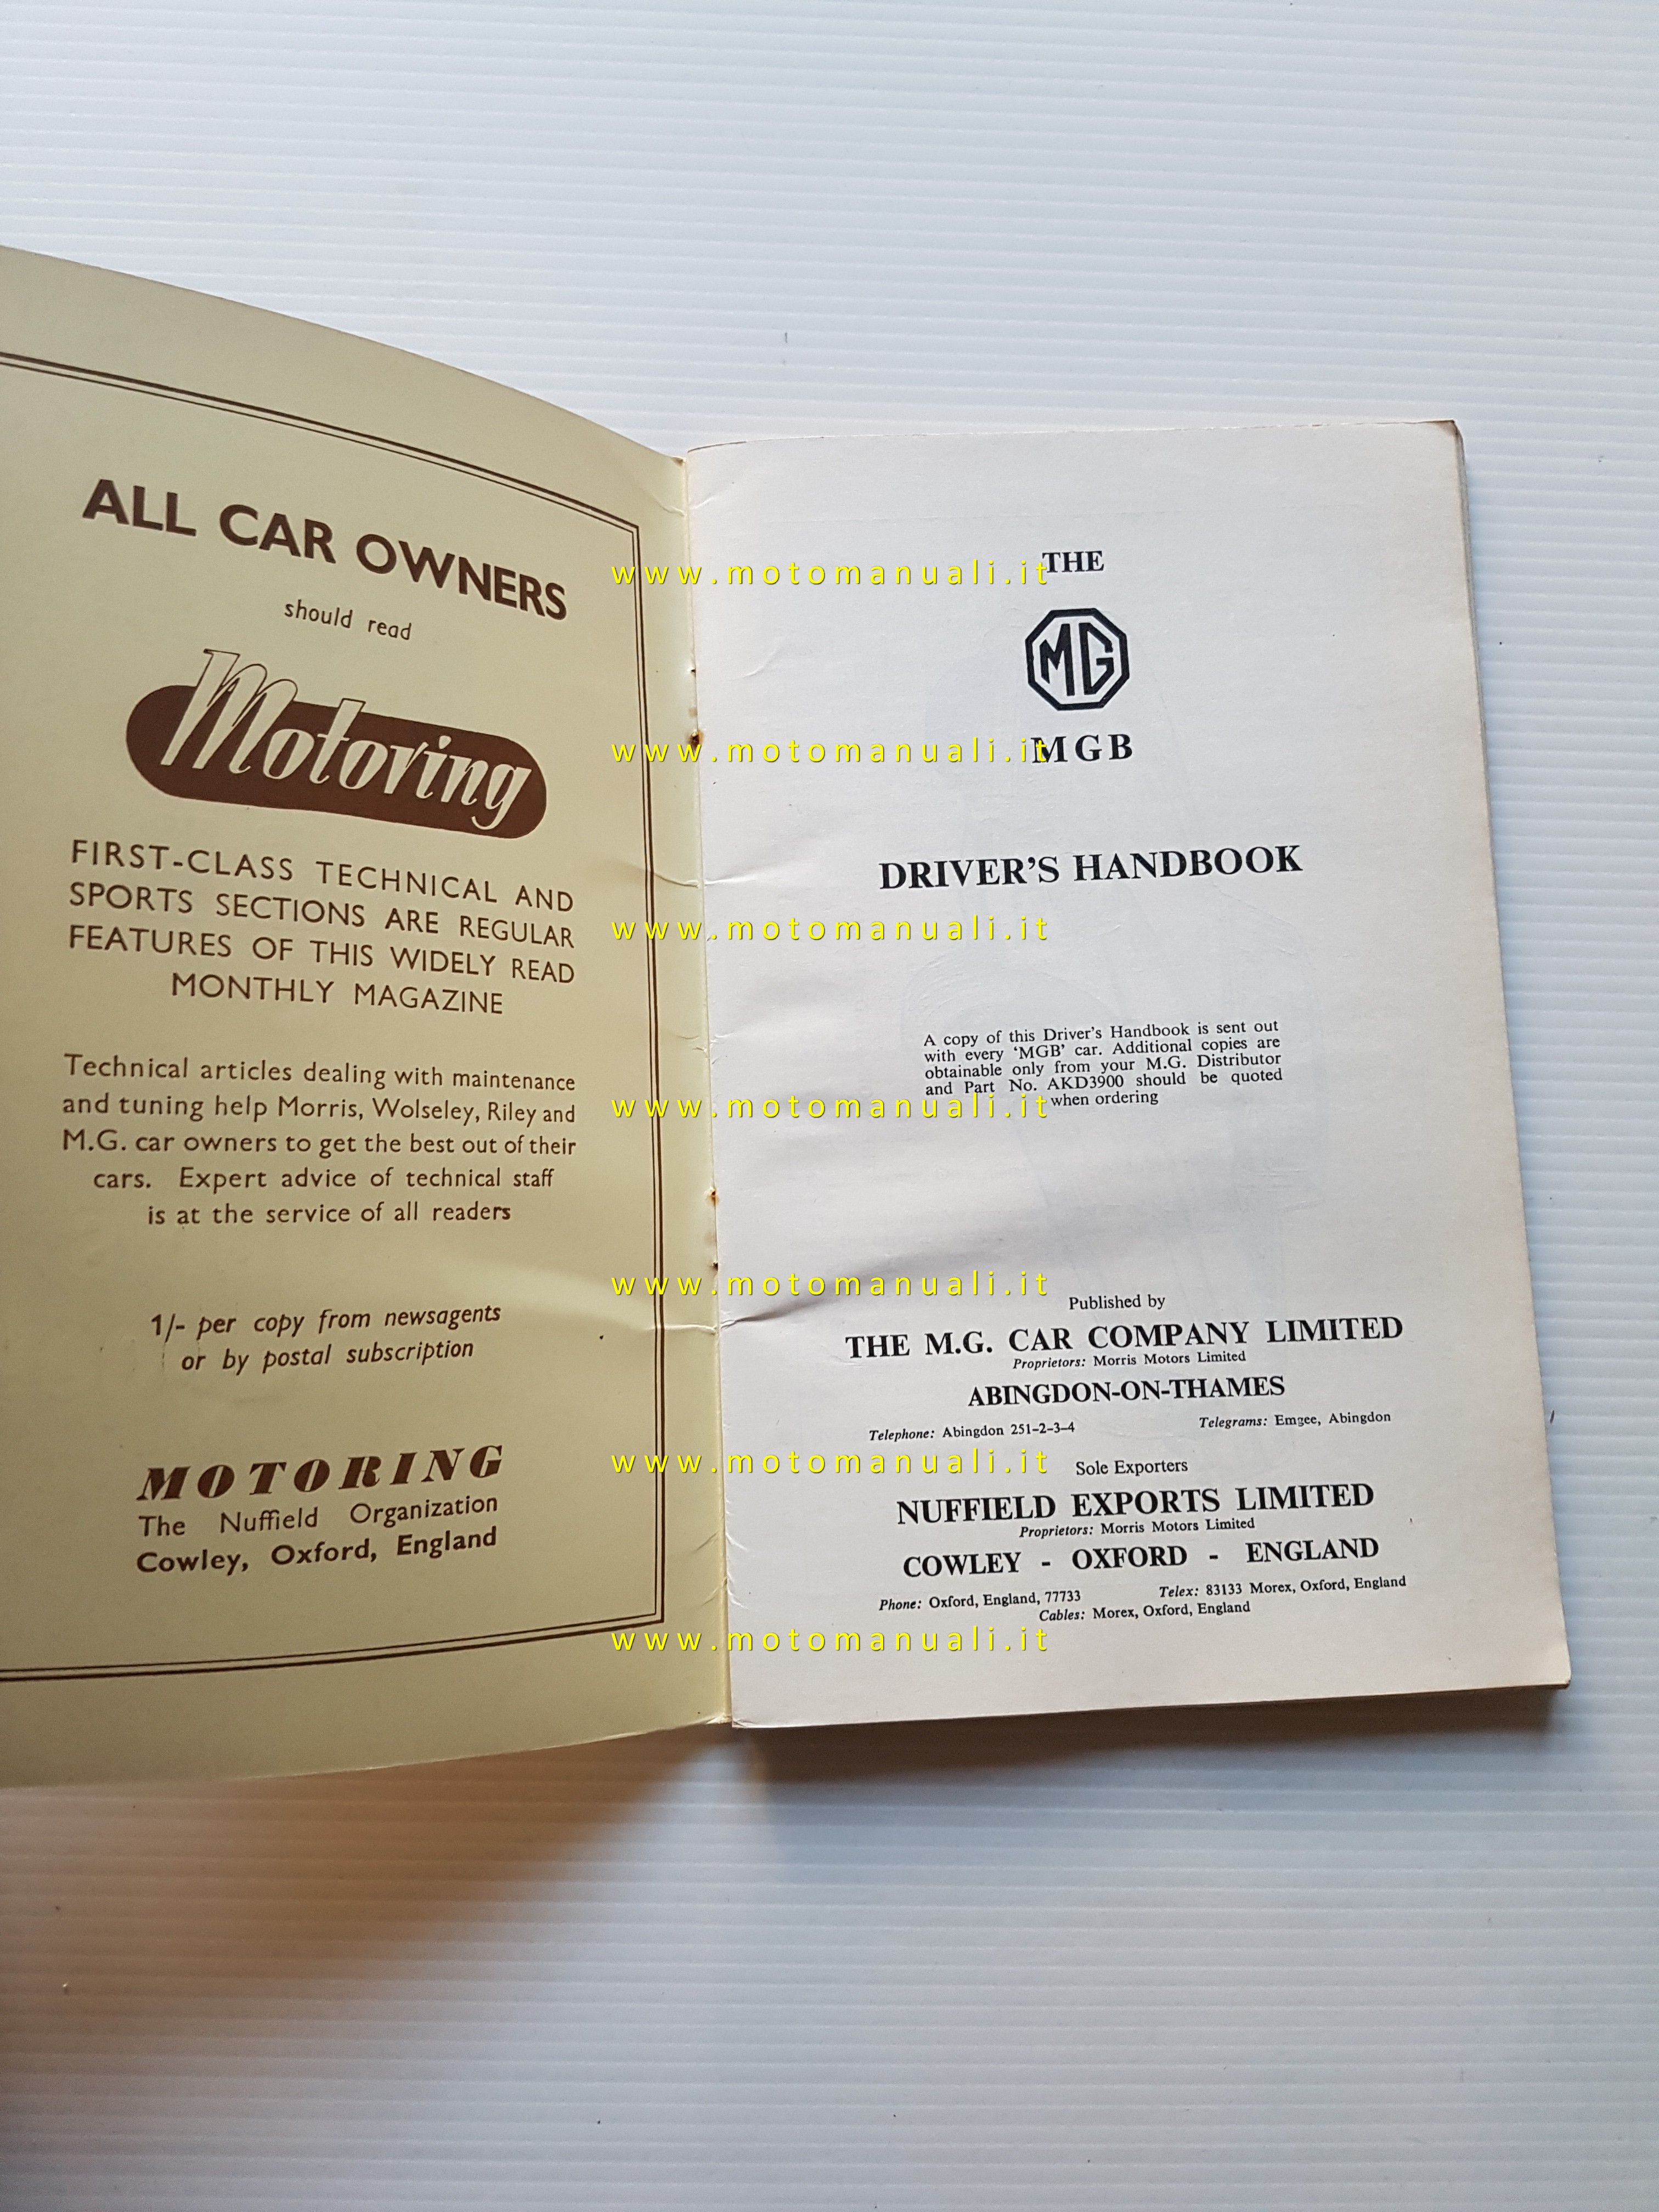 ALL CAR OWNERS
should read
Motoring
FIRST-CLASS TECHNICAL AND
SPORTS SECTIONS ARE REGULAR
FEATURES OF THIS WIDELY READ
MONTHLY MAGAZINE
Technical articles dealing with maintenance
and tuning help Morris, Wolseley, Riley and
M.G. car owners to get the best out of their
cars. Expert advice of technical staff
is at the service of all readers
1/- per copy from newsagents
or by postal subscription
MOTORING
The Nuffield Organization
Cowley, Oxford, England
THE
MG
MGB
DRIVER'S HANDBOOK
A copy of this Driver's Handbook is sent out
with every 'MGB' car. Additional copies are
obtainable only from your M.G. Distributor
and Part No. AKD3900 should be quoted
when ordering
Published by
THE M.G. CAR COMPANY LIMITED
Proprietors: Morris Motors Limited
ABINGDON-ON-THAMES
Telephone: Abingdon 251-2-3-4 Telegrams: Emgee, Abingdon
Sole Exporters
NUFFIELD EXPORTS LIMITED
Proprietors: Morris Motors Limited
COWLEY - OXFORD - ENGLAND
Phone: Oxford, England, 77733 Telex: 83133 Morex, Oxford, England
Cables: Morex, Oxford, England
www.motomanuali.it
www.motomanuali.it
www.motomanuali.it
www.motomanuali.it
www.motomanuali.it
www.motomanuali.it
www.motomanuali.it